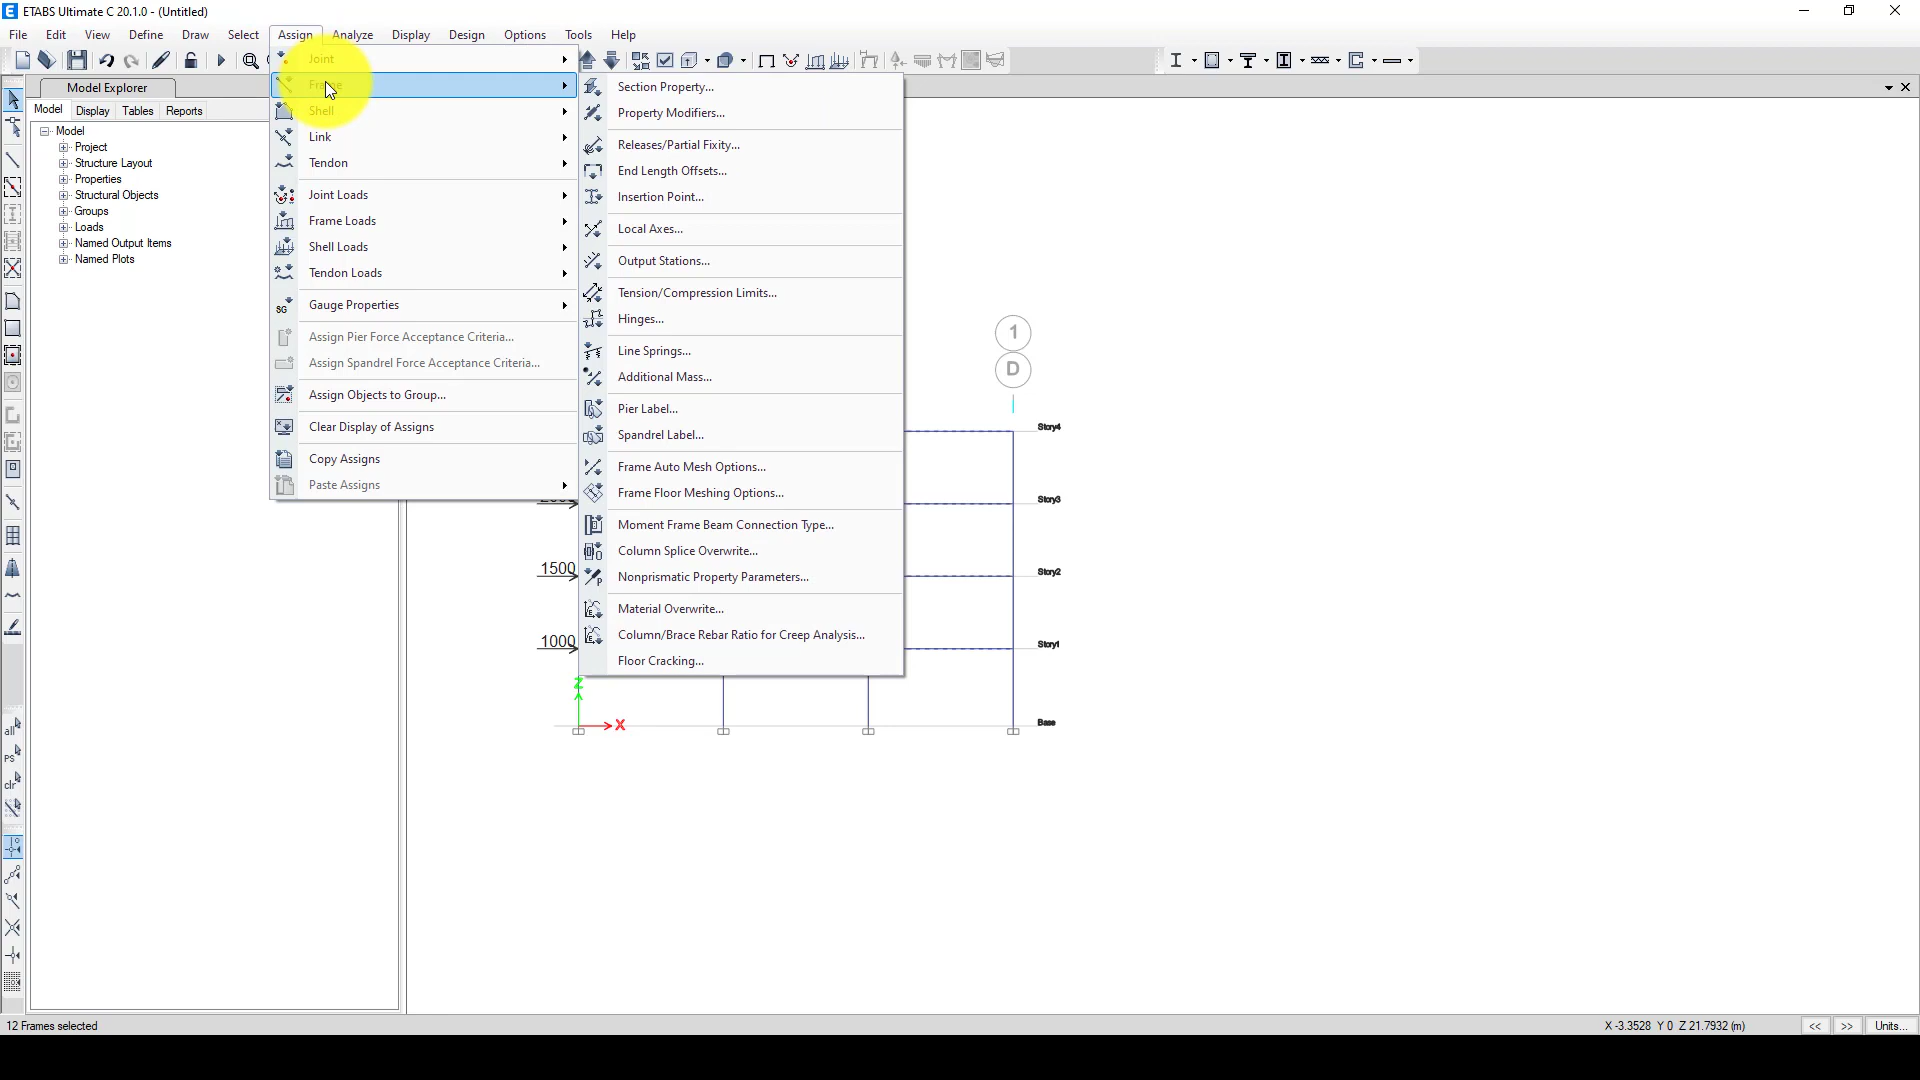 ETABS Ultimate C 20.1.0 - (Untitled)
File Edit View Define Draw Select Assign Analyze Display Design Options Tools Help
Model Explorer
Model Display Tables Reports
Model
Project
Structure Layout
Properties
Structural Objects
Groups
Loads
Named Output Items
Named Plots
all
PS
clr
Joint
Frame
Shell
Link
Tendon
Joint Loads
Frame Loads
Shell Loads
Tendon Loads
SG Gauge Properties
Assign Pier Force Acceptance Criteria...
Assign Spandrel Force Acceptance Criteria...
Assign Objects to Group...
Clear Display of Assigns
Copy Assigns
Paste Assigns
Section Property...
Property Modifiers...
Releases/Partial Fixity...
End Length Offsets...
Insertion Point...
Local Axes...
Output Stations...
Tension/Compression Limits...
Hinges...
Line Springs...
Additional Mass...
Pier Label...
Spandrel Label...
Frame Auto Mesh Options...
Frame Floor Meshing Options...
Moment Frame Beam Connection Type...
Column Splice Overwrite...
Nonprismatic Property Parameters...
Material Overwrite...
Column/Brace Rebar Ratio for Creep Analysis...
Floor Cracking...
1
D
Story4
Story3
1500
Story2
1000
Story1
Z
X
Base
12 Frames selected
X -3.3528 Y 0 Z 21.7932 (m)
<< >> Units...